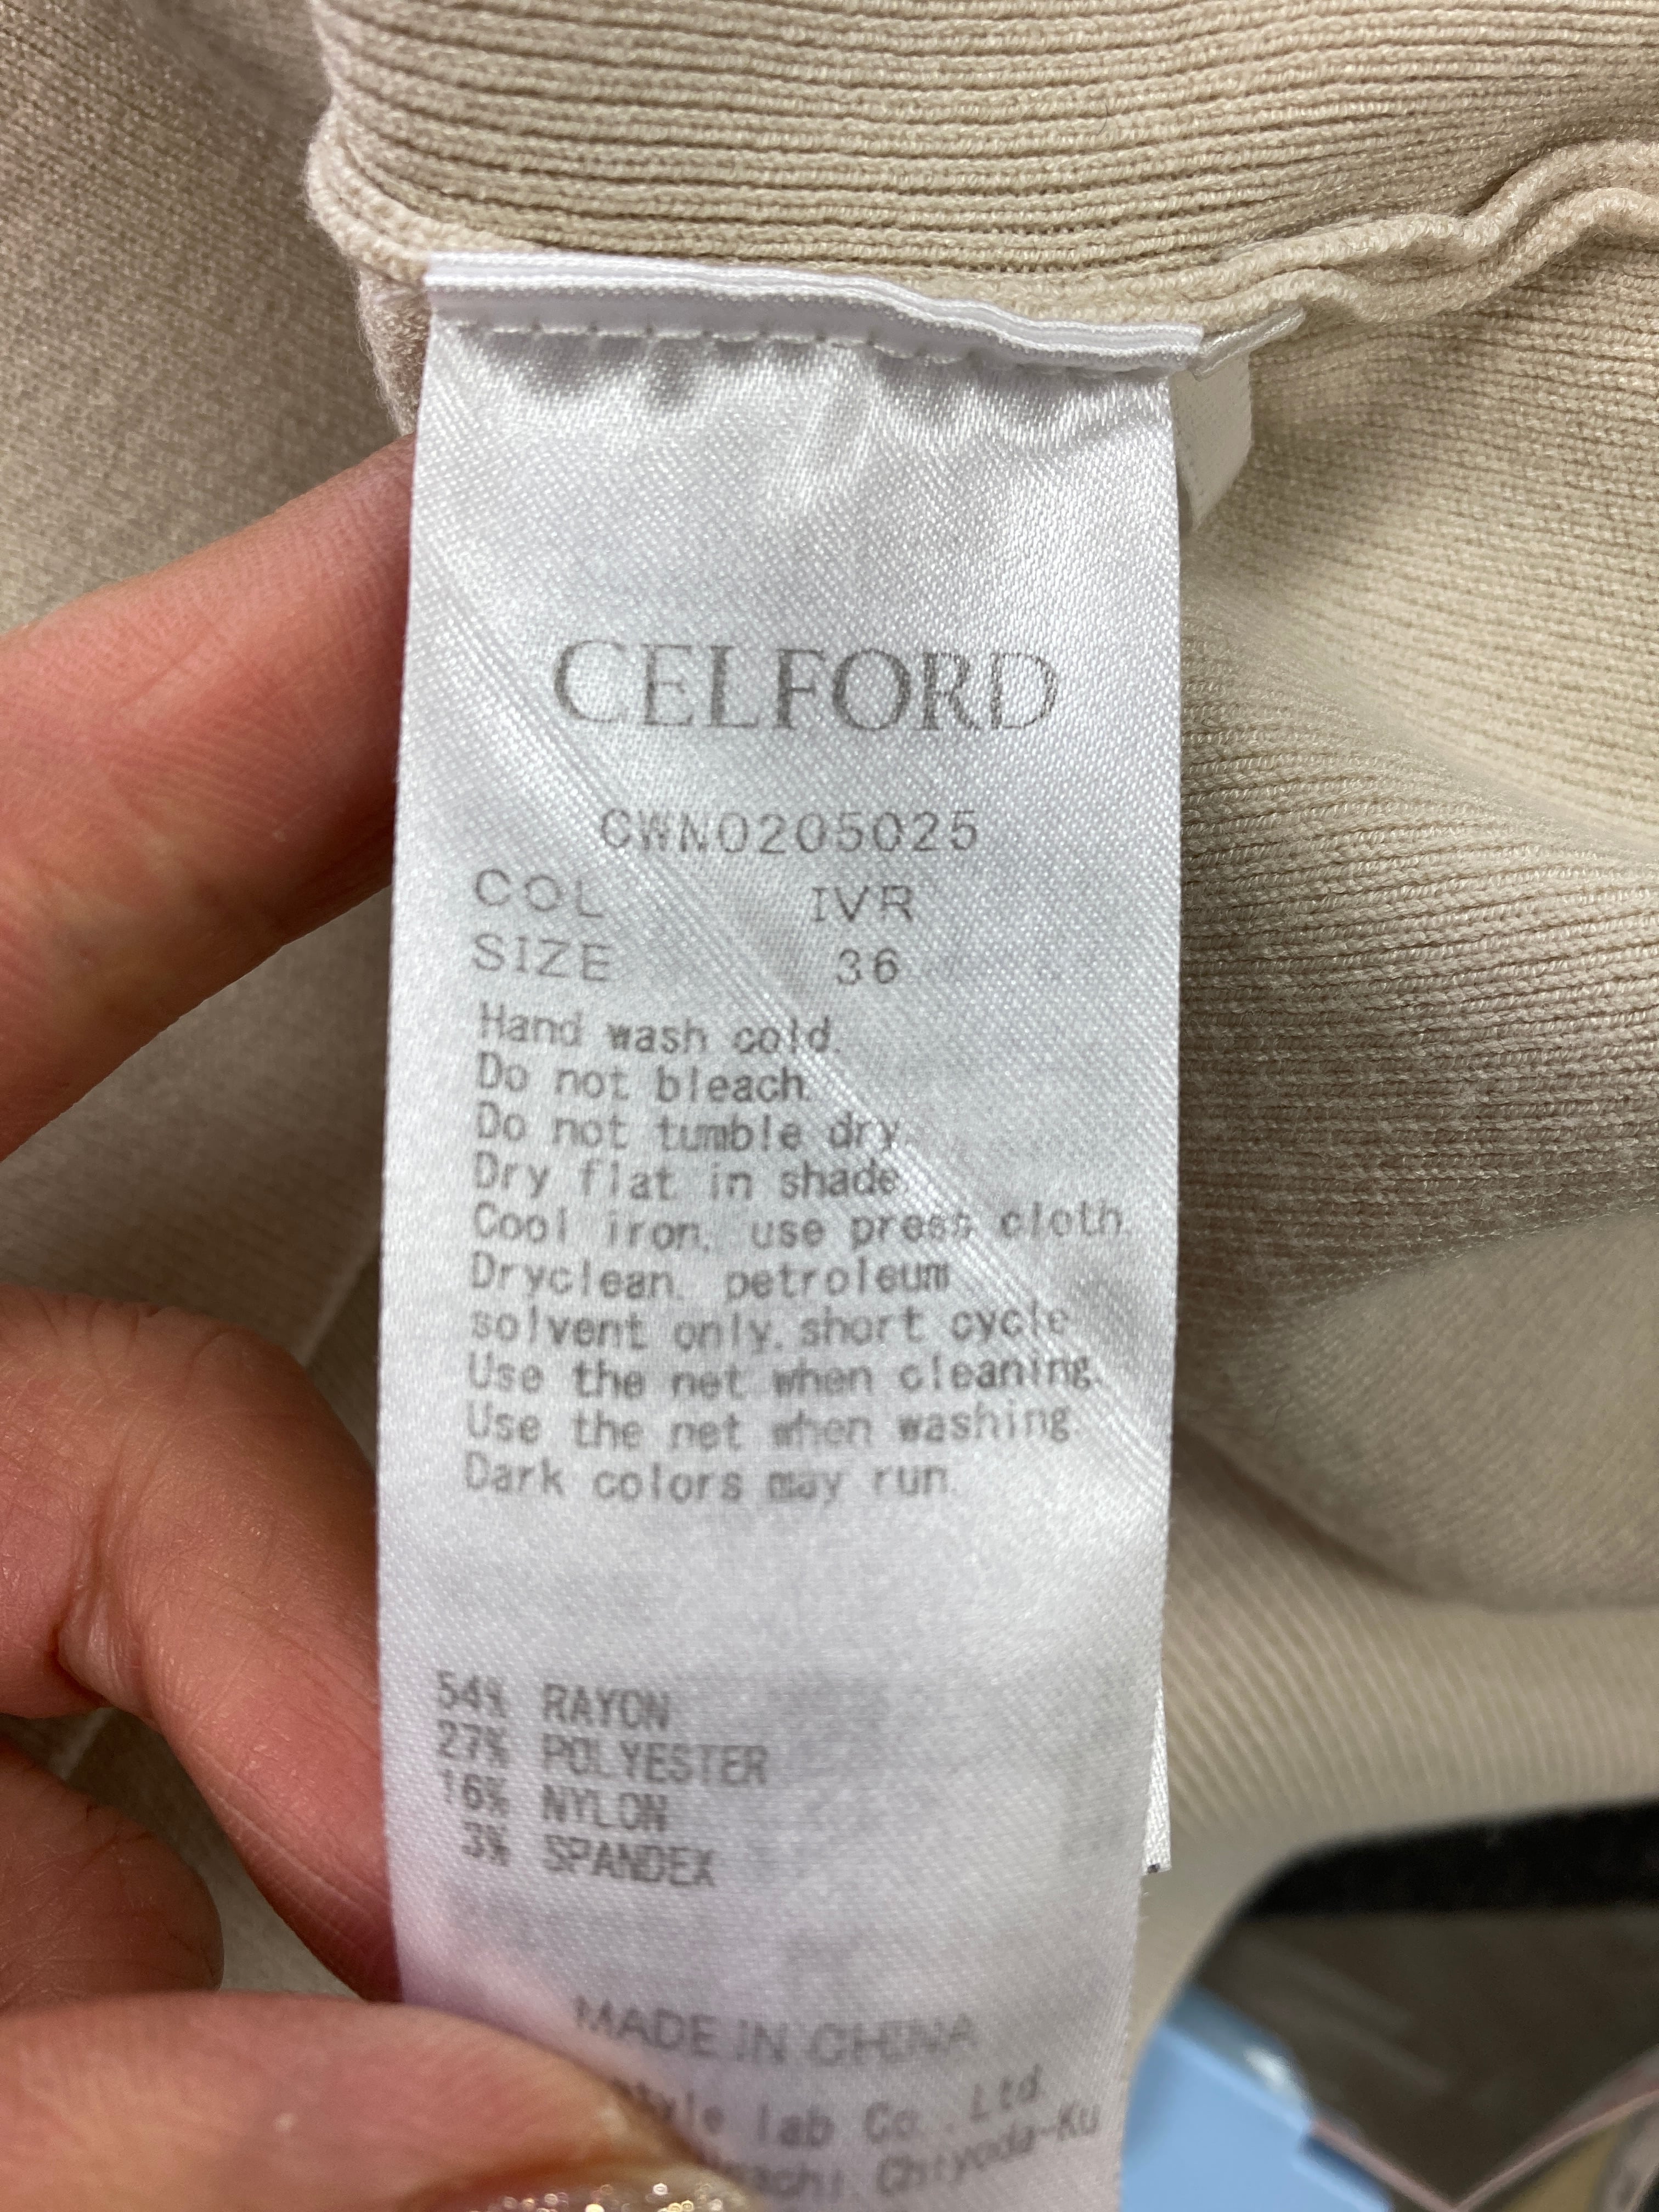 CELFORD
CWNO205025
COL IVR
SIZE 36
Hand wash cold.
Do not bleach.
Do not tumble dry.
Dry flat in shade
Cool iron, use press cloth.
Dryclean, petroleum
solvent only, short cycle
Use the net when cleaning.
Use the net when washing.
Dark colors may run.
54% RAYON
27% POLYESTER
16% NYLON
3% SPANDEX
MADE IN CHINA
lab Co., Ltd
Chiyoda-Ku